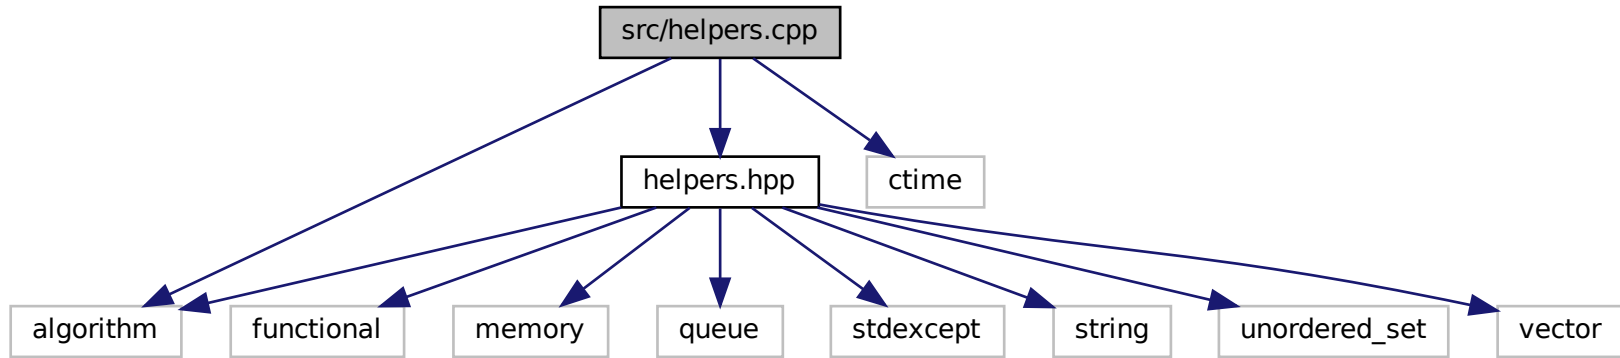 src/helpers.cpp
helpers.hpp
ctime
algorithm
functional
memory
queue
stdexcept
string
unordered_set
vector